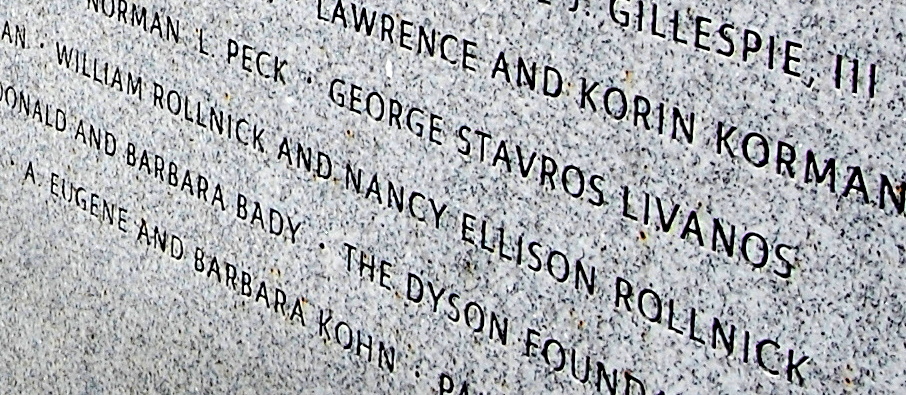 J. GILLESPIE, III
LAWRENCE AND KORIN KORMAN
NORMAN L. PECK · GEORGE STAVROS LIVANOS
· WILLIAM ROLLNICK AND NANCY ELLISON ROLLNICK
DONALD AND BARBARA BADY · THE DYSON
· A. EUGENE AND BARBARA KOHN ·